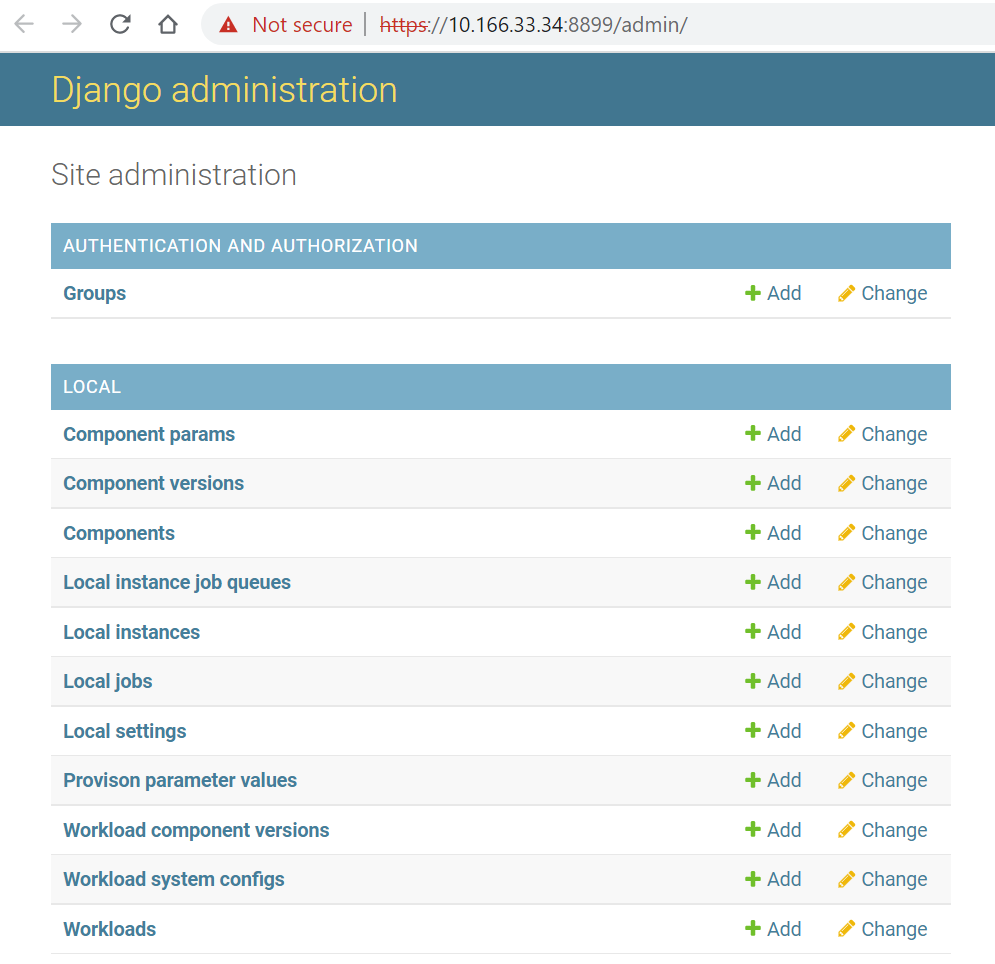 Not secure | https://10.166.33.34:8899/admin/
Django administration
Site administration
AUTHENTICATION AND AUTHORIZATION
Groups Add Change
LOCAL
Component params Add Change
Component versions Add Change
Components Add Change
Local instance job queues Add Change
Local instances Add Change
Local jobs Add Change
Local settings Add Change
Provison parameter values Add Change
Workload component versions Add Change
Workload system configs Add Change
Workloads Add Change